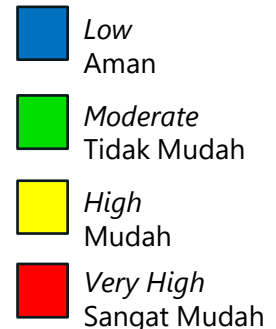 Low
Aman
Moderate
Tidak Mudah
High
Mudah
Very High
Sangat Mudah